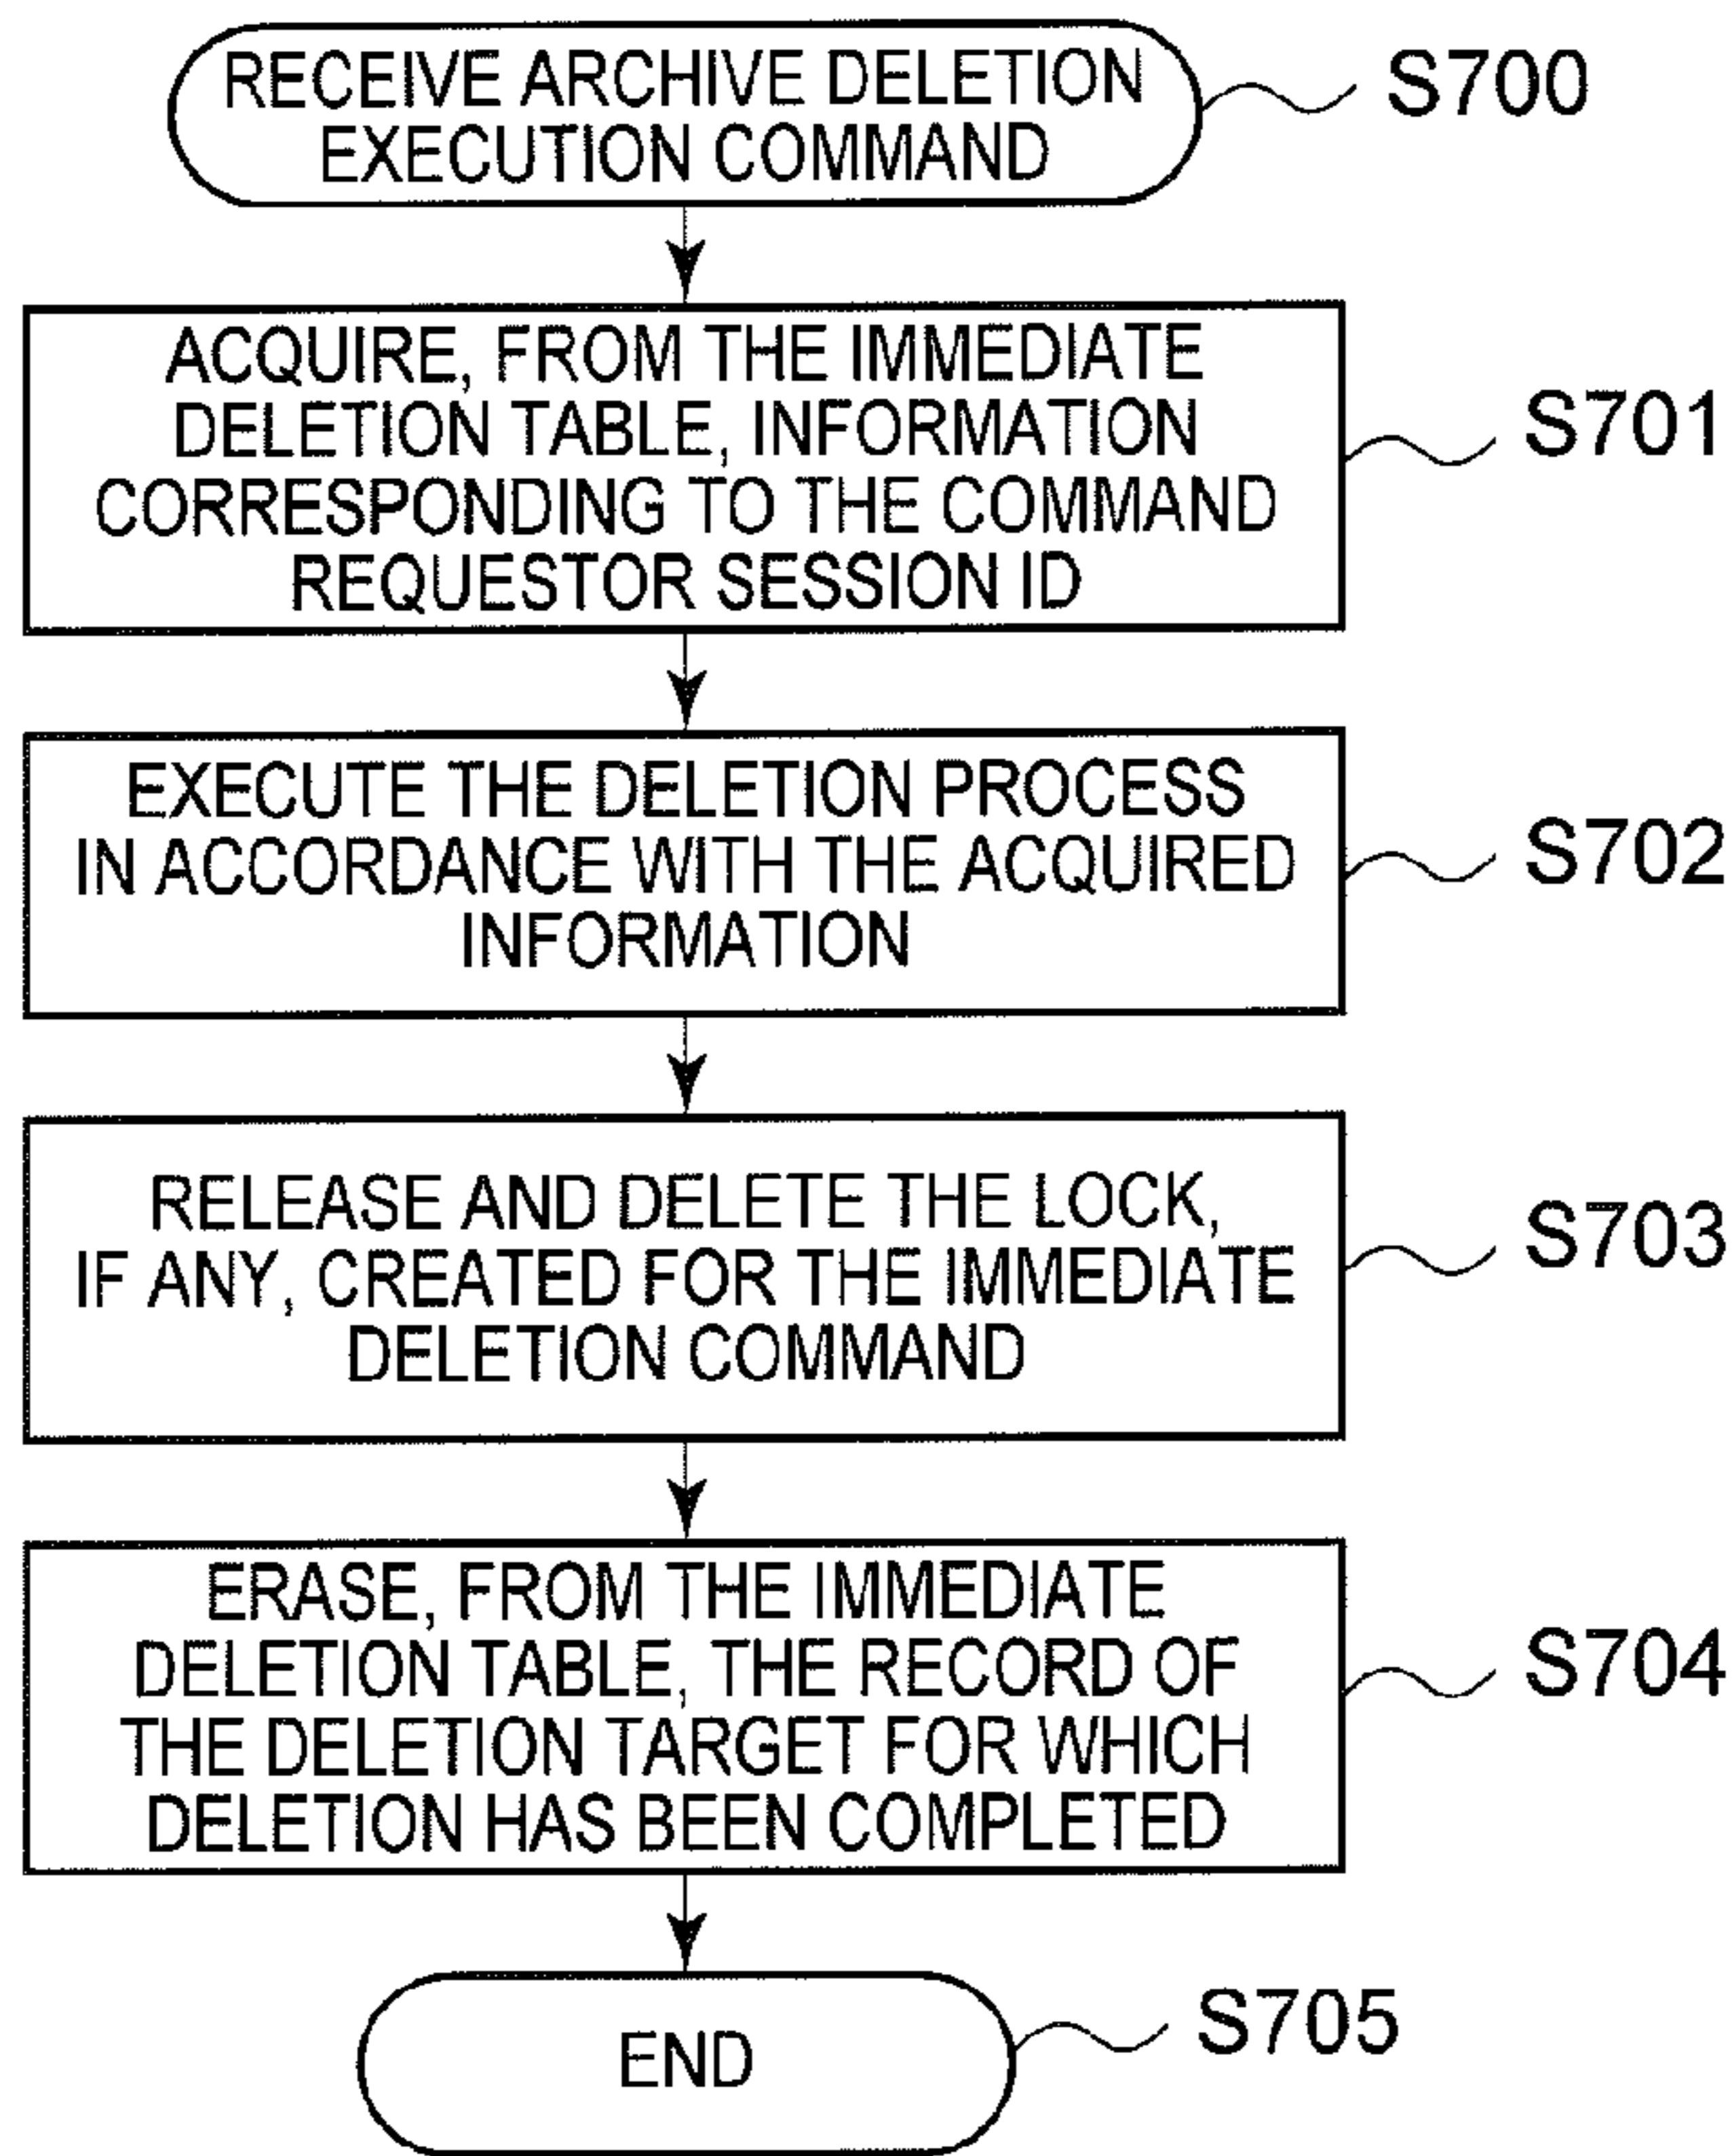 RECEIVE ARCHIVE DELETION
EXECUTION COMMAND
S700
ACQUIRE, FROM THE IMMEDIATE
DELETION TABLE, INFORMATION
CORRESPONDING TO THE COMMAND
REQUESTOR SESSION ID
S701
EXECUTE THE DELETION PROCESS
IN ACCORDANCE WITH THE ACQUIRED
INFORMATION
S702
RELEASE AND DELETE THE LOCK,
IF ANY, CREATED FOR THE IMMEDIATE
DELETION COMMAND
S703
ERASE, FROM THE IMMEDIATE
DELETION TABLE, THE RECORD OF
THE DELETION TARGET FOR WHICH
DELETION HAS BEEN COMPLETED
S704
END
S705